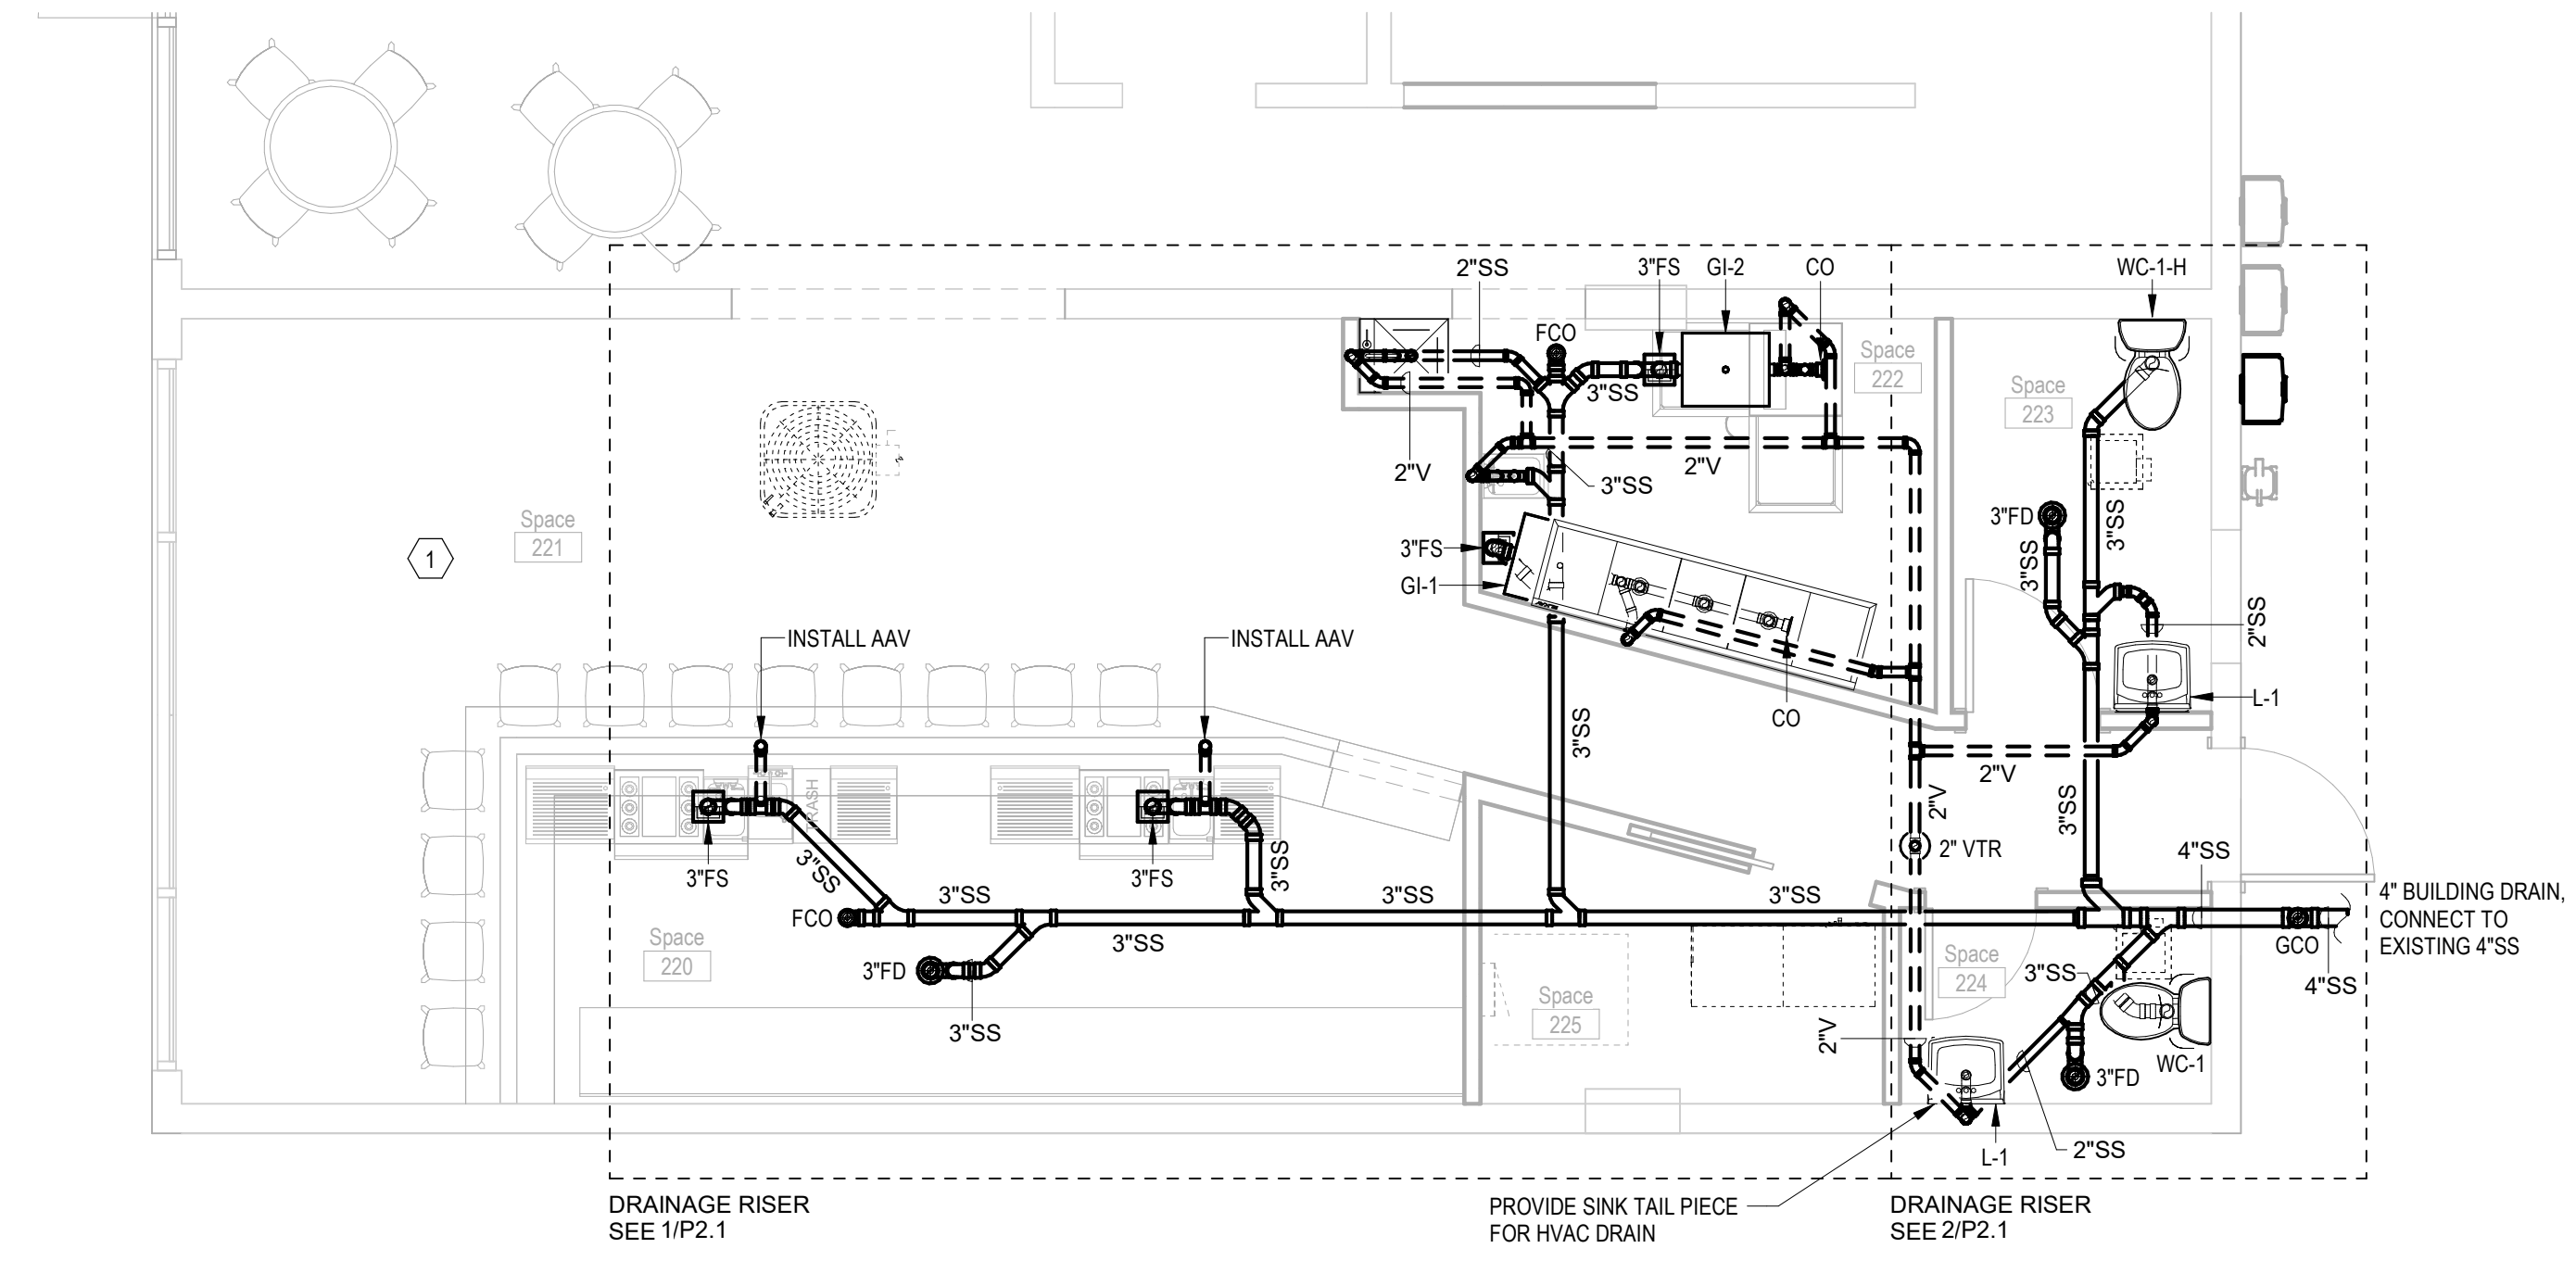 2"SS
3"FS
GI-2
CO
WC-1-H
FCO
3"SS
Space
222
Space
223
2"V
2"V
3"SS
Space
221
1
3"FS
GI-1
3"FD
3"SS
3"SS
2"SS
INSTALL AAV
INSTALL AAV
L-1
CO
3"SS
2"V
2"V
TRASH
3"SS
2" VTR
3"SS
3"SS
4"SS
3"FS
3"FS
3"SS
3"SS
3"SS
FCO
3"SS
4" BUILDING DRAIN,
CONNECT TO
EXISTING 4"SS
GCO
4"SS
Space
220
3"FD
3"SS
Space
224
3"SS
Space
225
2"V
WC-1
3"FD
2"SS
L-1
DRAINAGE RISER
SEE 1/P2.1
PROVIDE SINK TAIL PIECE
FOR HVAC DRAIN
DRAINAGE RISER
SEE 2/P2.1